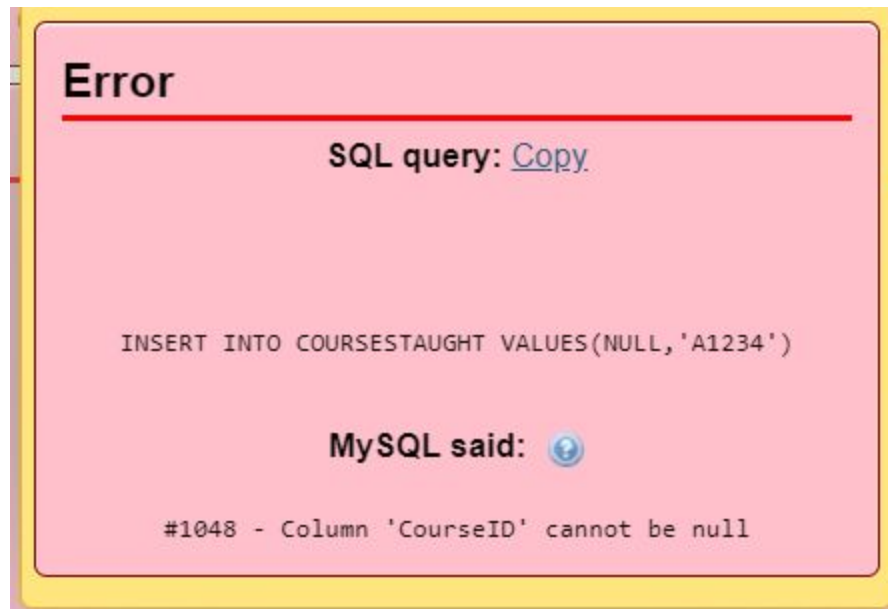 Error
SQL query: Copy
INSERT INTO COURSESTAUGHT VALUES(NULL,'A1234')
MySQL said:
#1048 - Column 'CourseID' cannot be null